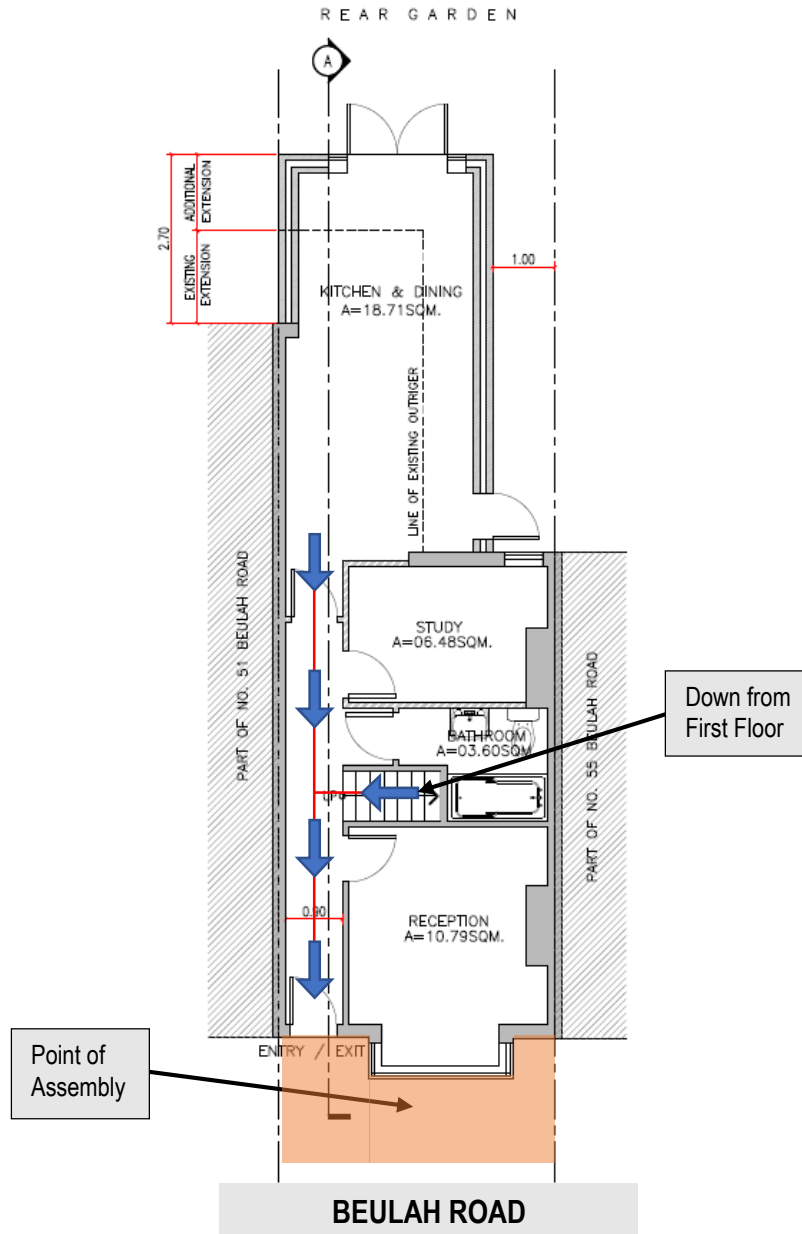 REAR GARDEN
A
ADDITIONAL
EXTENSION
2.70
EXISTING
EXTENSION
1.00
KITCHEN & DINING
A=18.71SQM.
LINE OF EXISTING OUTRIGER
PART OF NO. 51 BEULAH ROAD
STUDY
A=06.48SQM.
PART OF NO. 55 BEULAH ROAD
Down from
First Floor
BATHROOM
A=03.60SQM
UP
0.90
RECEPTION
A=10.79SQM.
Point of
Assembly
ENTRY / EXIT
BEULAH ROAD